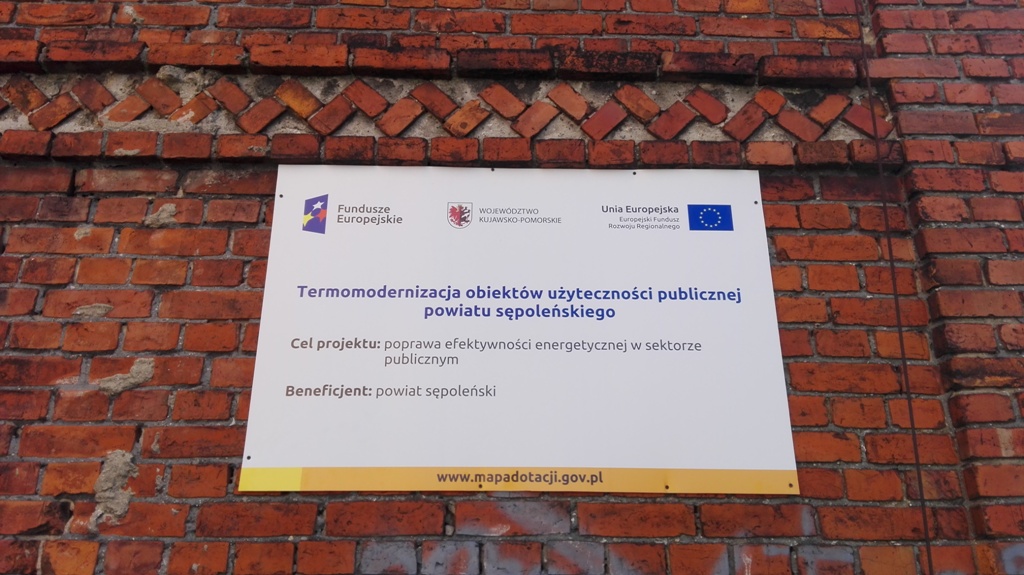 Fundusze
Europejskie
WOJEWÓDZTWO
KUJAWSKO-POMORSKIE
Unia Europejska
Europejski Fundusz
Rozwoju Regionalnego
Termomodernizacja obiektów użyteczności publicznej
powiatu sępoleńskiego
Cel projektu: poprawa efektywności energetycznej w sektorze
publicznym
Beneficjent: powiat sępoleński
www.mapadotacji.gov.pl